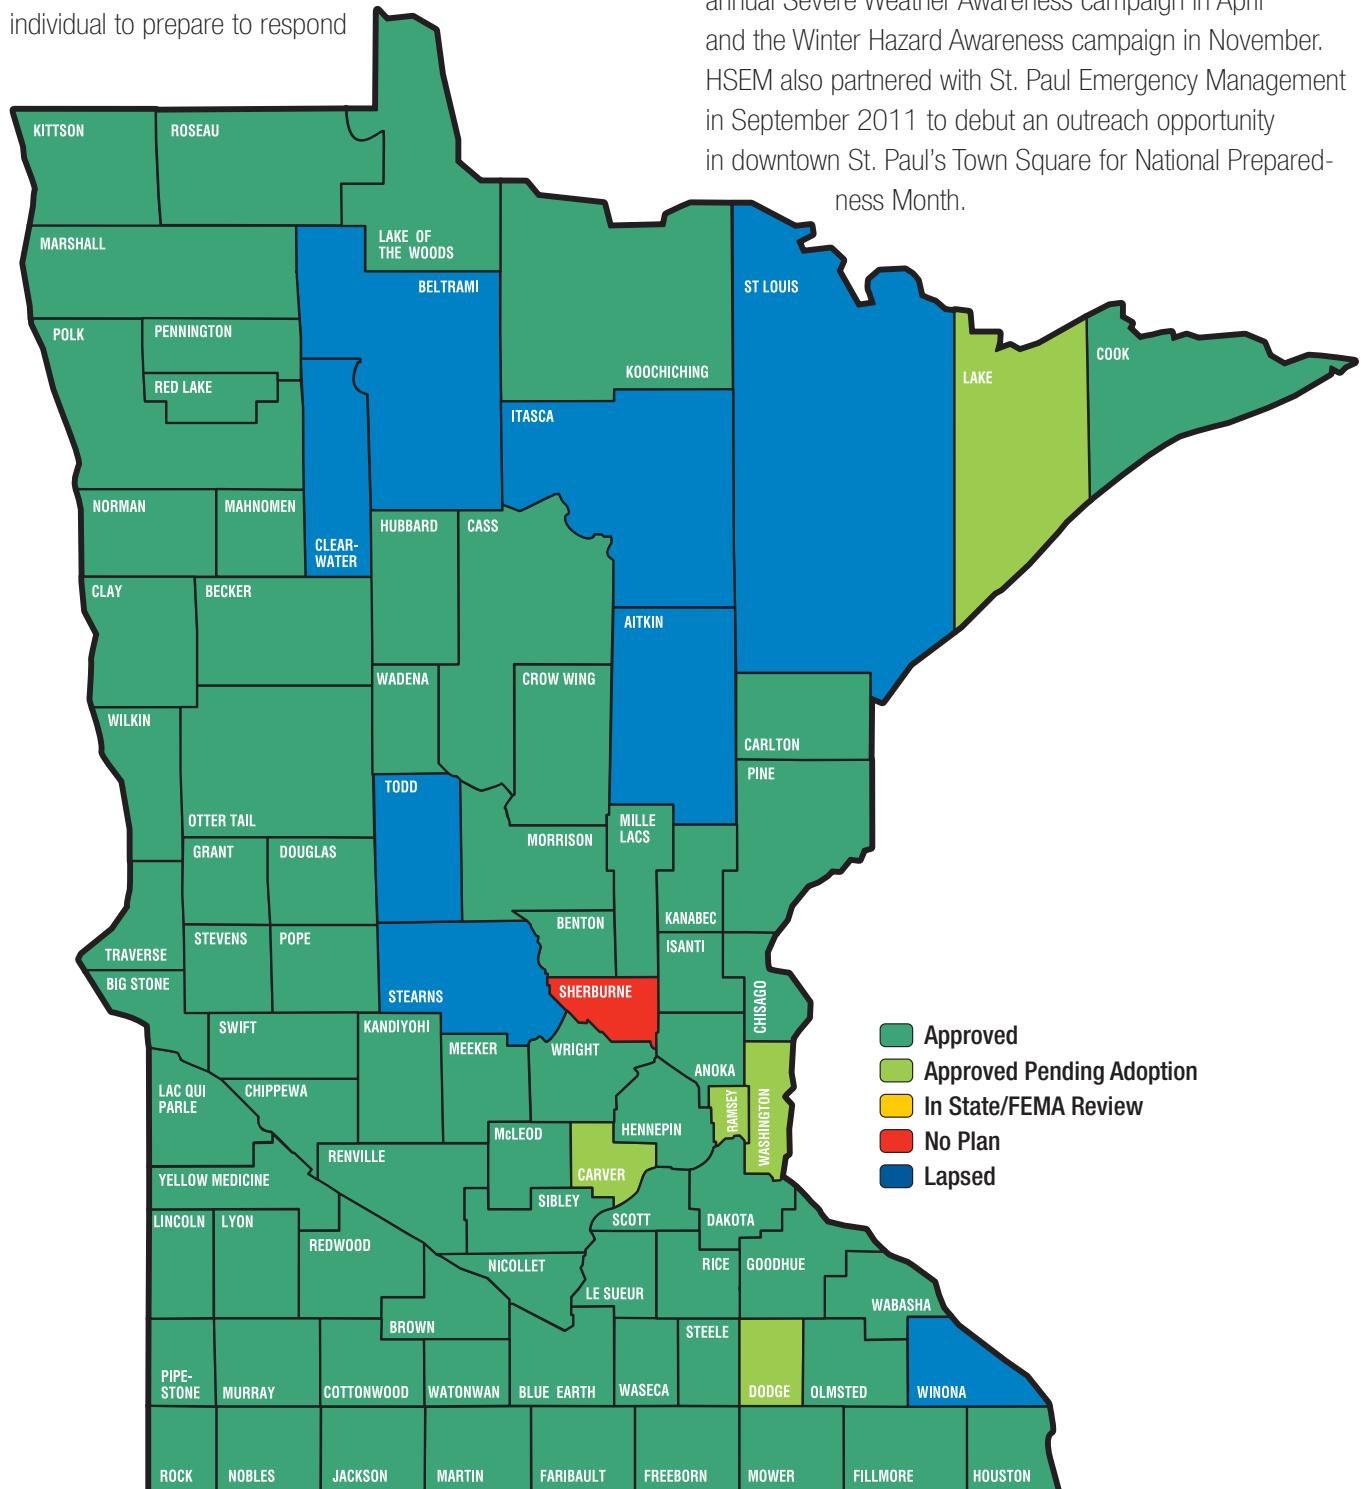 individual to prepare to respond
annual Severe Weather Awareness campaign in April
and the Winter Hazard Awareness campaign in November.
HSEM also partnered with St. Paul Emergency Management
in September 2011 to debut an outreach opportunity
in downtown St. Paul's Town Square for National Prepared-
ness Month.
KITTSON
ROSEAU
LAKE OF
THE WOODS
MARSHALL
BELTRAMI
ST LOUIS
POLK
PENNINGTON
RED LAKE
KOOCHICHING
ITASCA
LAKE
COOK
NORMAN
MAHNOMEN
CLEAR-
WATER
HUBBARD
CASS
CLAY
BECKER
AITKIN
WADENA
CROW WING
WILKIN
CARLTON
PINE
TODD
OTTER TAIL
MORRISON
MILLE
LACS
GRANT
DOUGLAS
BENTON
KANABEC
ISANTI
STEVENS
POPE
TRAVERSE
BIG STONE
STEARNS
SHERBURNE
CHISAGO
SWIFT
KANDIYOHI
MEEKER
WRIGHT
ANOKA
LAC QUI
PARLE
CHIPPEWA
RAMSEY
WASHINGTON
McLEOD
HENNEPIN
RENVILLE
CARVER
YELLOW MEDICINE
SIBLEY
SCOTT
DAKOTA
LINCOLN
LYON
REDWOOD
NICOLLET
RICE
GOODHUE
LE SUEUR
WABASHA
BROWN
STEELE
PIPE-
STONE
MURRAY
COTTONWOOD
WATONWAN
BLUE EARTH
WASECA
DODGE
OLMSTED
WINONA
ROCK
NOBLES
JACKSON
MARTIN
FARIBAULT
FREEBORN
MOWER
FILLMORE
HOUSTON
Approved
Approved Pending Adoption
In State/FEMA Review
No Plan
Lapsed